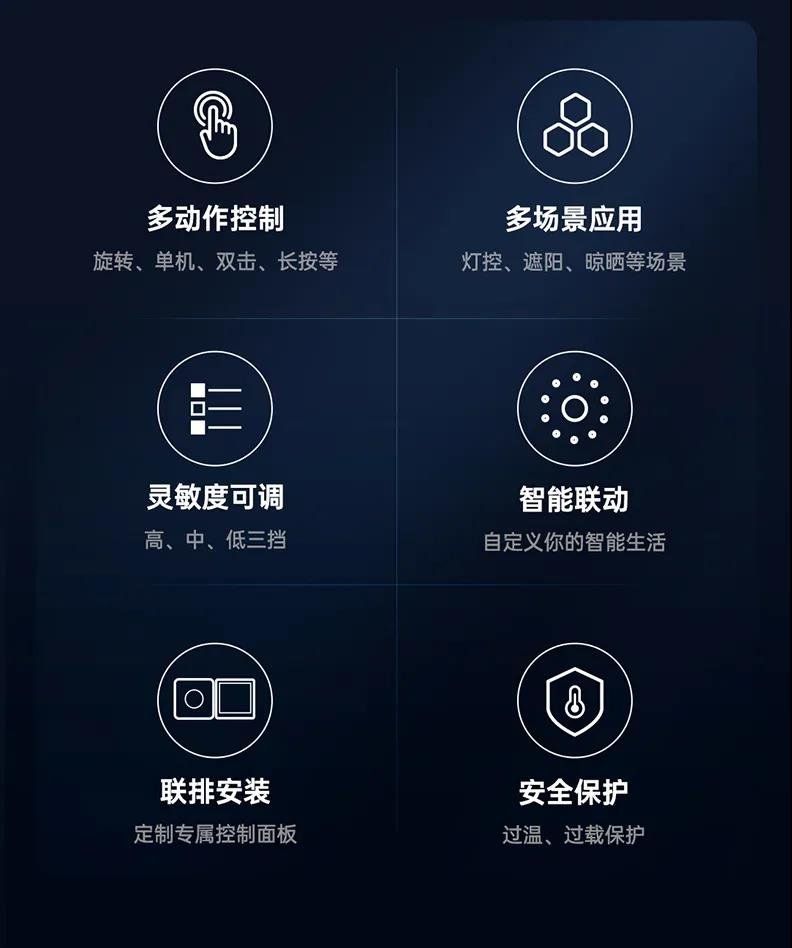 多动作控制
旋转、单机、双击、长按等
多场景应用
灯控、遮阳、晾晒等场景
灵敏度可调
高、中、低三挡
智能联动
自定义你的智能生活
联排安装
定制专属控制面板
安全保护
过温、过载保护